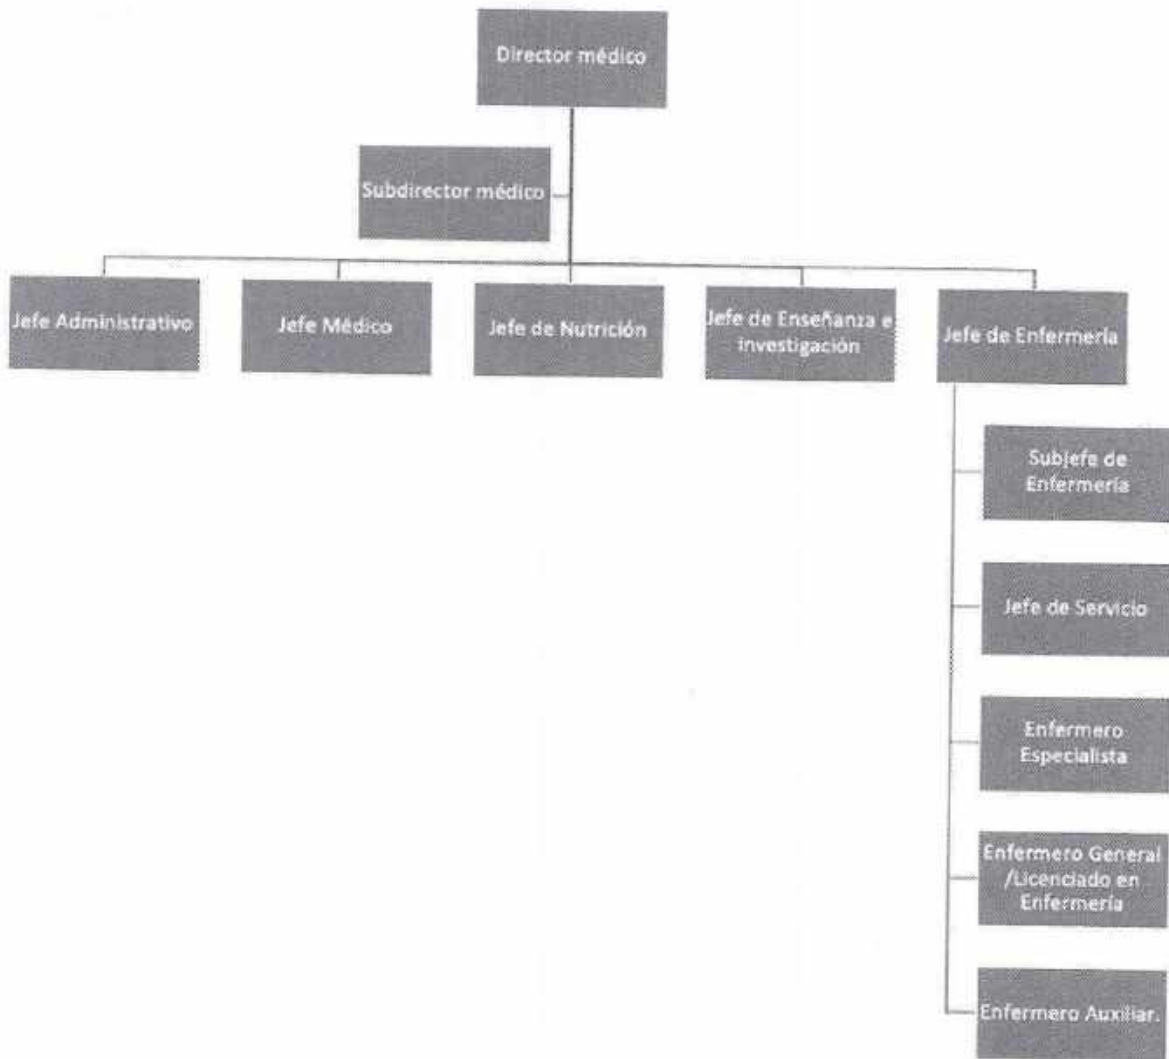 Director médico
Subdirector médico
Jefe Administrativo
Jefe Médico
Jefe de Nutrición
Jefe de Enseñanza e
investigación
Jefe de Enfermería
Subjefe de
Enfermería
Jefe de Servicio
Enfermero
Especialista
Enfermero General
/Licenciado en
Enfermería
Enfermero Auxiliar.